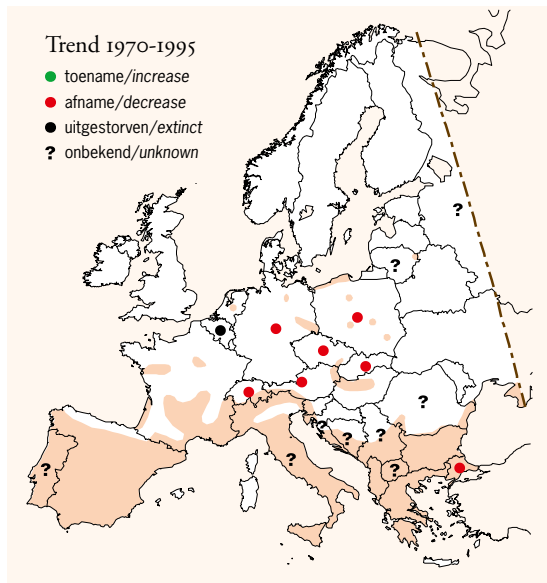 Trend 1970-1995
toename/increase
afname/decrease
uitgestorven/extinct
? onbekend/unknown
?
?
?
?
?
?
?
?
?